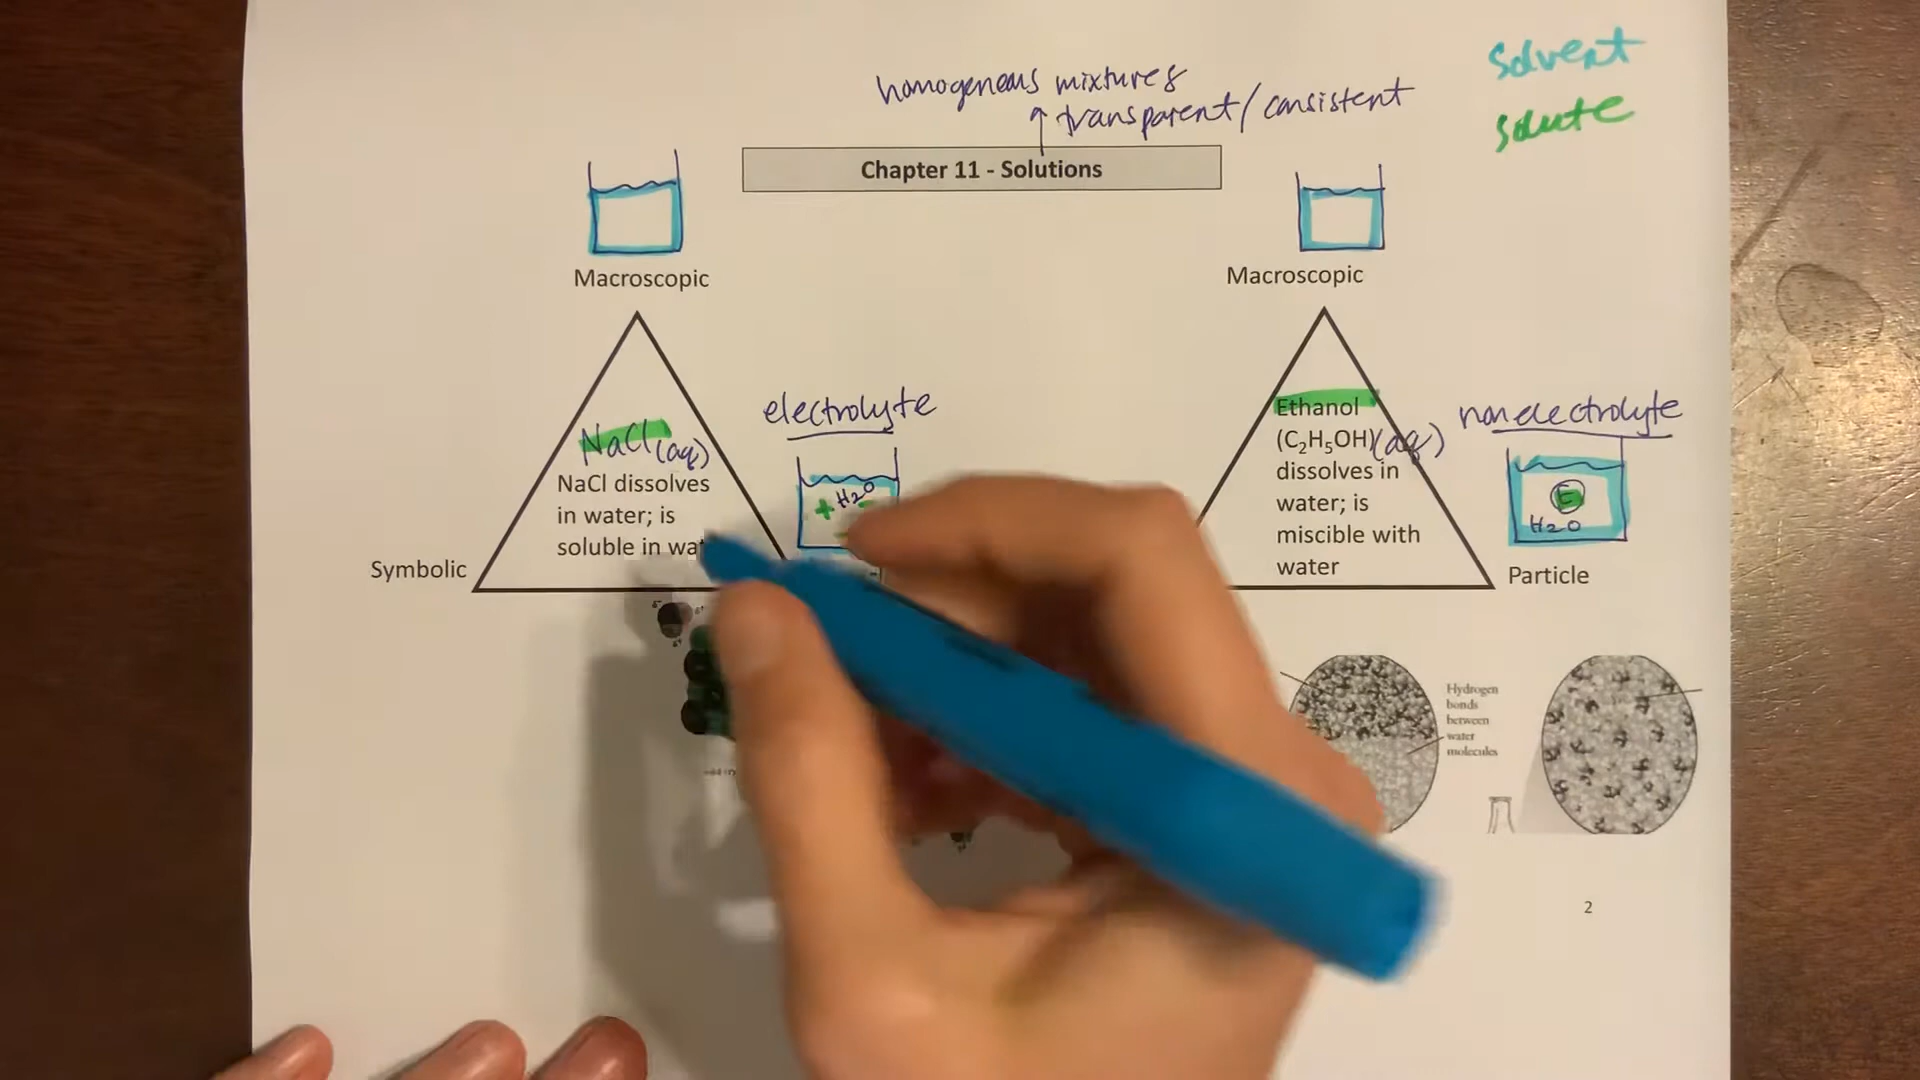 solvent
solute
homogeneous mixtures
↑ transparent/consistent
Chapter 11 - Solutions
Macroscopic
Macroscopic
electrolyte
NaCl(aq)
NaCl dissolves
in water; is
soluble in
Symbolic
+ H₂O -
Ethanol
(C₂H₅OH)(aq)
dissolves in
water; is
miscible with
water
nonelectrolyte
E
H₂O
Particle
δ- δ+
δ+
Hydrogen
bonds
between
water
molecules
2